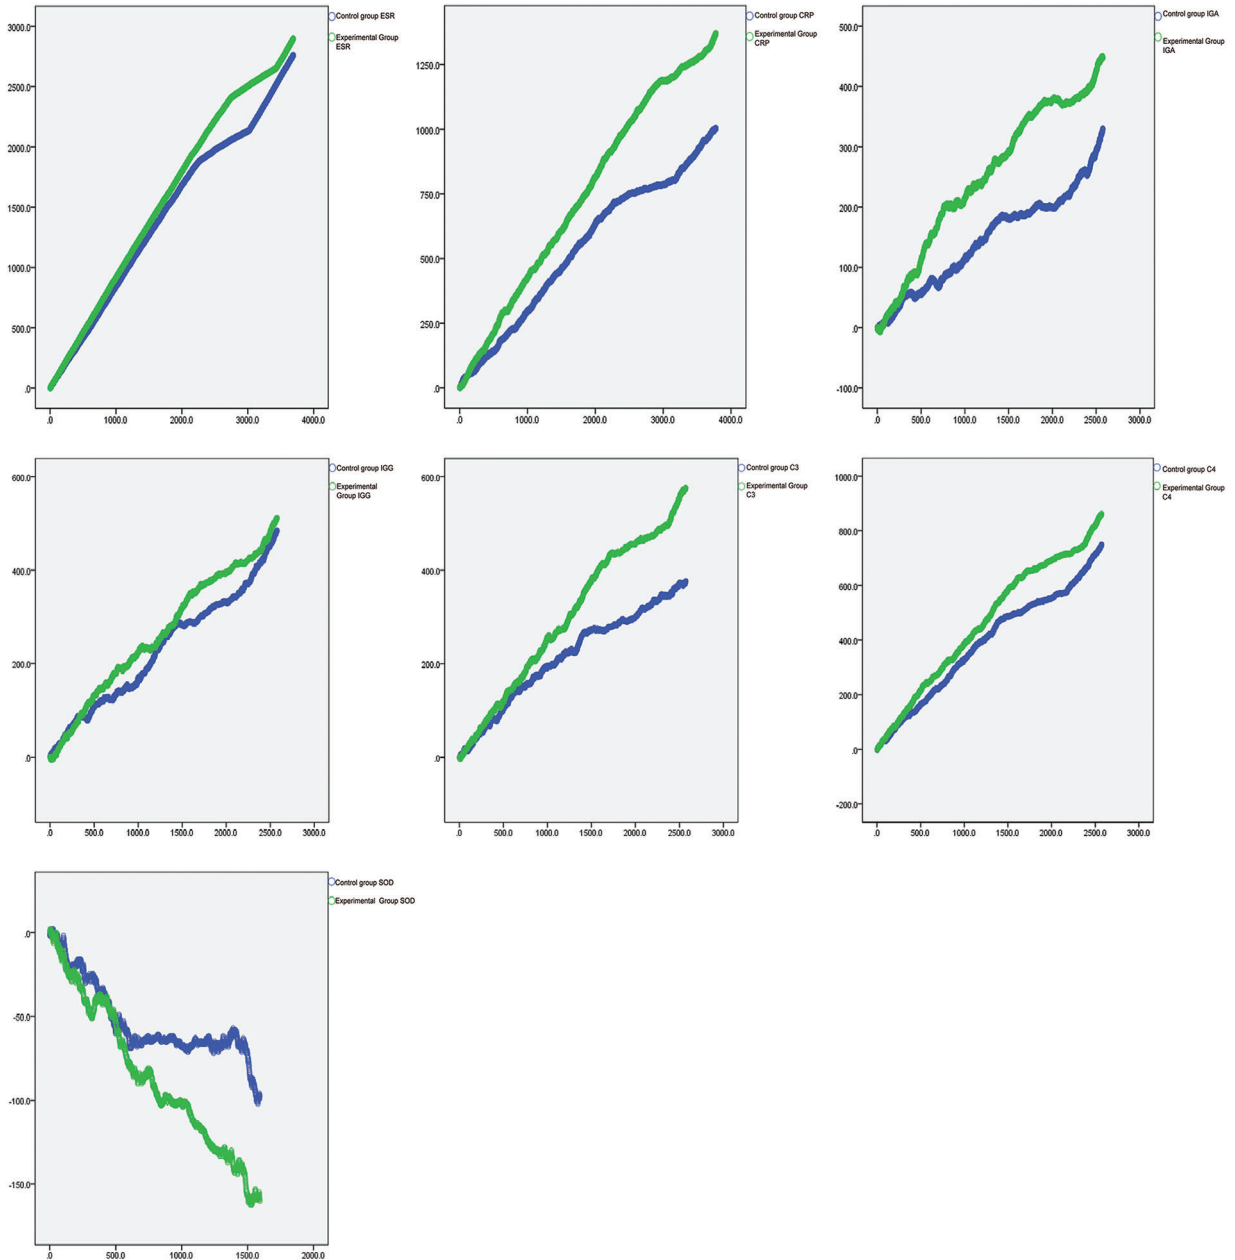 Control group ESR
Experimental Group
ESR
3000.0
2500.0
2000.0
1500.0
1000.0
500.0
.0
.0 1000.0 2000.0 3000.0 4000.0
Control group CRP
Experimental Group
CRP
1250.0
1000.0
750.0
500.0
250.0
.0
.0 1000.0 2000.0 3000.0 4000.0
Control group IGA
Experimental Group
IGA
500.0
400.0
300.0
200.0
100.0
.0
-100.0
.0 500.0 1000.0 1500.0 2000.0 2500.0 3000.0
Control group IGG
Experimental
Group IGG
600.0
400.0
200.0
.0
.0 500.0 1000.0 1500.0 2000.0 2500.0 3000.0
Control group C3
Experimental Group
C3
600.0
400.0
200.0
.0
.0 500.0 1000.0 1500.0 2000.0 2500.0 3000.0
Control group C4
Experimental Group
C4
1000.0
800.0
600.0
400.0
200.0
.0
-200.0
.0 500.0 1000.0 1500.0 2000.0 2500.0 3000.0
Control group SOD
Experimental Group SOD
.0
-50.0
-100.0
-150.0
.0 500.0 1000.0 1500.0 2000.0